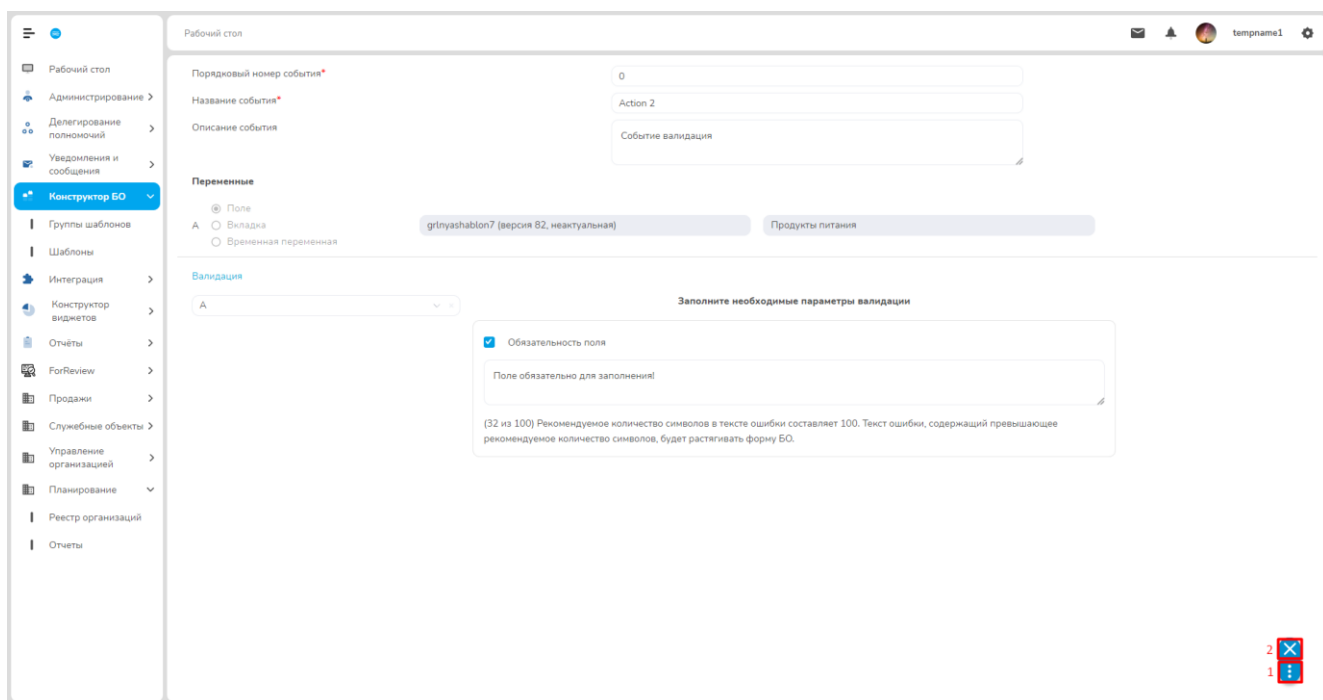 Рабочий стол
tempname1
Рабочий стол
Администрирование
Делегирование
полномочий
Уведомления и
сообщения
Конструктор БО
Группы шаблонов
Шаблоны
Интеграция
Конструктор
виджетов
Отчёты
ForReview
Продажи
Служебные объекты
Управление
организацией
Планирование
Реестр организаций
Отчеты
Порядковый номер события*
0
Название события*
Action 2
Описание события
Событие валидация
Переменные
Поле
А Вкладка
Временная переменная
grlnyashablon7 (версия 82, неактуальная)
Продукты питания
Валидация
А
Заполните необходимые параметры валидации
Обязательность поля
Поле обязательно для заполнения!
(32 из 100) Рекомендуемое количество символов в тексте ошибки составляет 100. Текст ошибки, содержащий превышающее
рекомендуемое количество символов, будет растягивать форму БО.
2
1